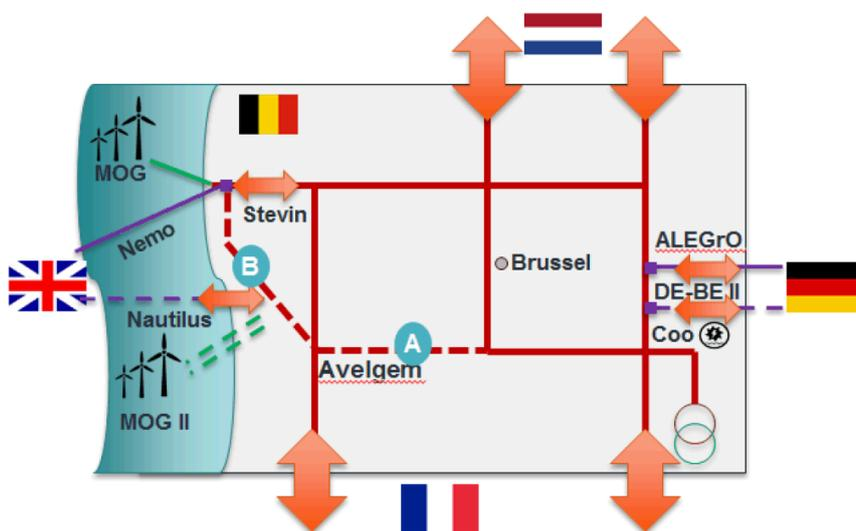 MOG
Stevin
Nemo
B
Brussel
ALEGrO
DE-BE II
Nautilus
Coo
A
Avelgem
MOG II